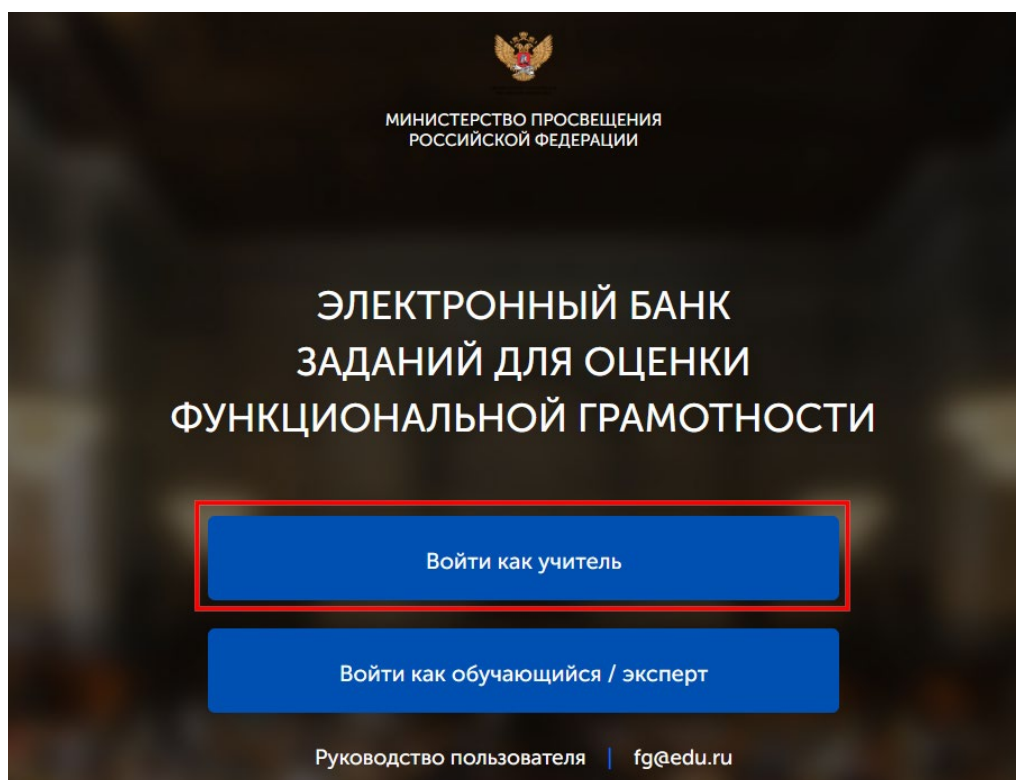 МИНИСТЕРСТВО ПРОСВЕЩЕНИЯ
РОССИЙСКОЙ ФЕДЕРАЦИИ
ЭЛЕКТРОННЫЙ БАНК
ЗАДАНИЙ ДЛЯ ОЦЕНКИ
ФУНКЦИОНАЛЬНОЙ ГРАМОТНОСТИ
Войти как учитель
Войти как обучающийся / эксперт
Руководство пользователя | fg@edu.ru